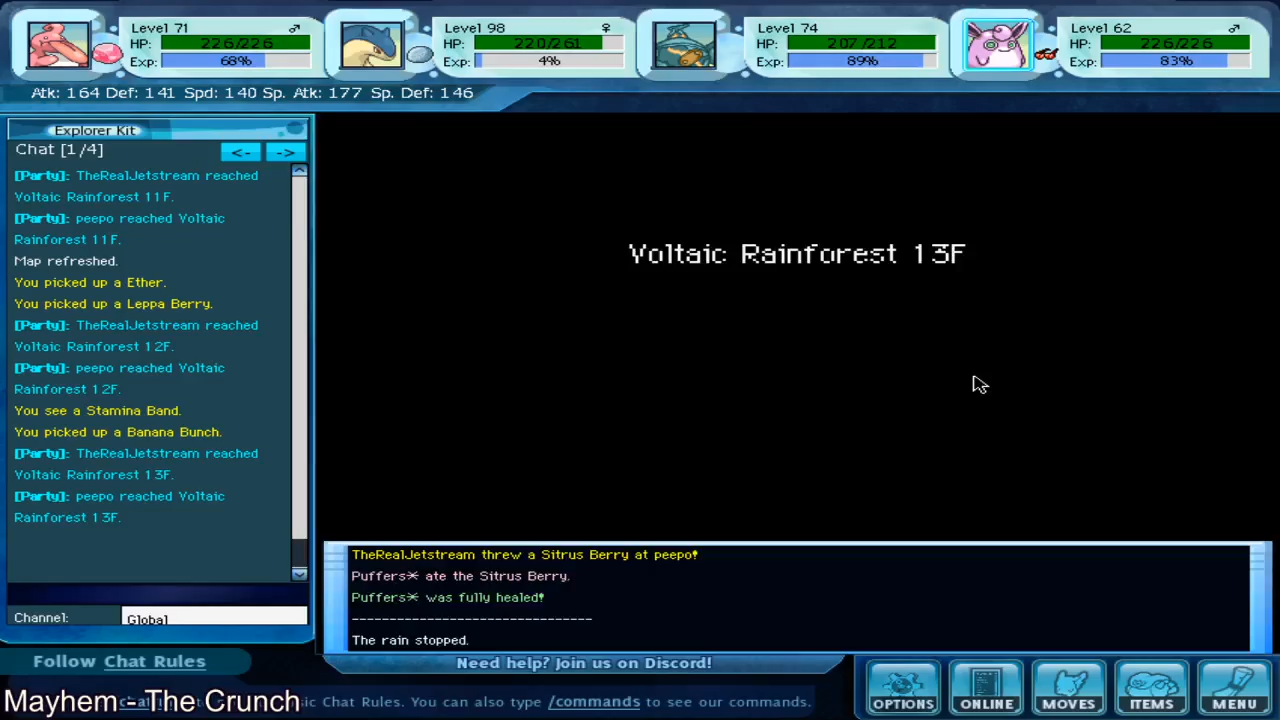 Level 71 ♂
HP: 226/226
Exp: 68%
Level 98 ♀
HP: 220/261
Exp: 4%
Level 74
HP: 207/212
Exp: 89%
Level 62 ♂
HP: 226/226
Exp: 83%
Atk: 164 Def: 141 Spd: 140 Sp. Atk: 177 Sp. Def: 146
Explorer Kit
Chat [1/4]
<- ->
[Party]: TheRealJetstream reached
Voltaic Rainforest 11F.
[Party]: peepo reached Voltaic
Rainforest 11F.
Map refreshed.
You picked up a Ether.
You picked up a Leppa Berry.
[Party]: TheRealJetstream reached
Voltaic Rainforest 12F.
[Party]: peepo reached Voltaic
Rainforest 12F.
You see a Stamina Band.
You picked up a Banana Bunch.
[Party]: TheRealJetstream reached
Voltaic Rainforest 13F.
[Party]: peepo reached Voltaic
Rainforest 13F.
Channel: Global
Voltaic Rainforest 13F
TheRealJetstream threw a Sitrus Berry at peepo!
Puffers* ate the Sitrus Berry.
Puffers* was fully healed!
--------------------------------
The rain stopped.
Follow Chat Rules
Need help? Join us on Discord!
Mayhem - The Crunch
Chat Rules. You can also type /commands to see our commands.
OPTIONS
ONLINE
MOVES
ITEMS
MENU